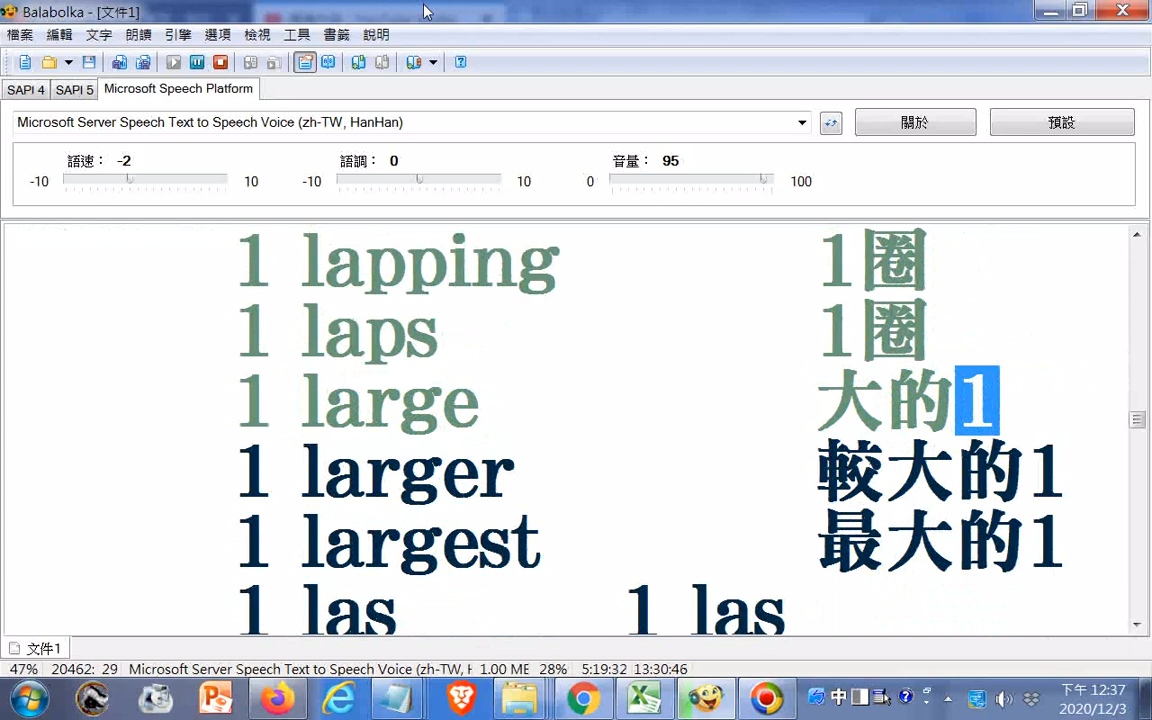 Balabolka - [文件1]
檔案 編輯 文字 朗讀 引擎 選項 檢視 工具 書籤 說明
SAPI 4 SAPI 5 Microsoft Speech Platform
Microsoft Server Speech Text to Speech Voice (zh-TW, HanHan) 關於 預設
語速： -2 語調： 0 音量： 95
-10 10 -10 10 0 100
1 lapping 1圈
1 laps 1圈
1 large 大的1
1 larger 較大的1
1 largest 最大的1
1 las 1 las
文件1
47% 20462: 29 Microsoft Server Speech Text to Speech Voice (zh-TW, H 1.00 ME 28% 5:19:32 13:30:46
中 下午 12:37
2020/12/3